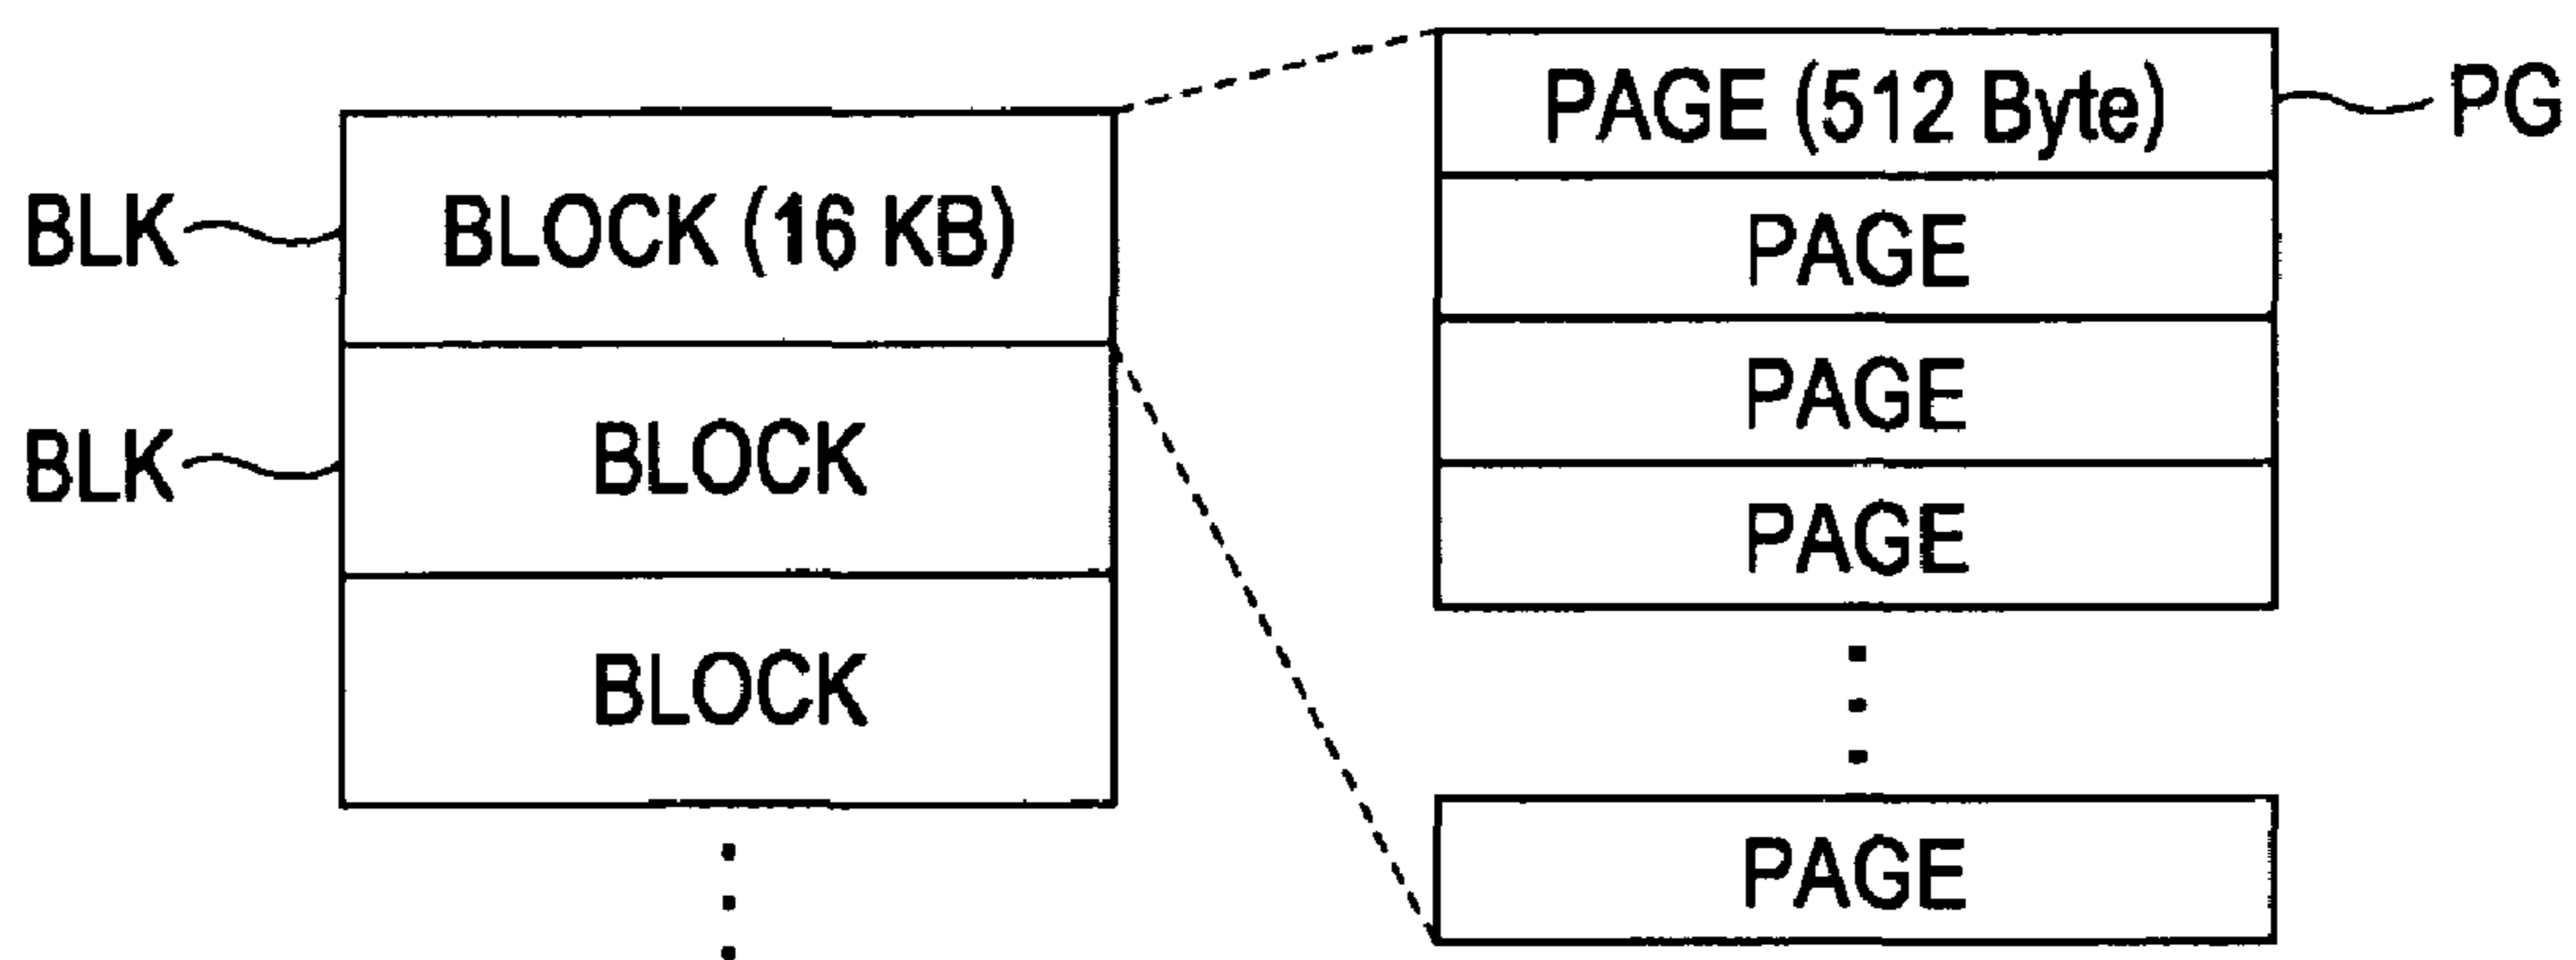 BLK
BLOCK (16 KB)
BLK
BLOCK
BLOCK
PAGE (512 Byte)
PG
PAGE
PAGE
PAGE
PAGE